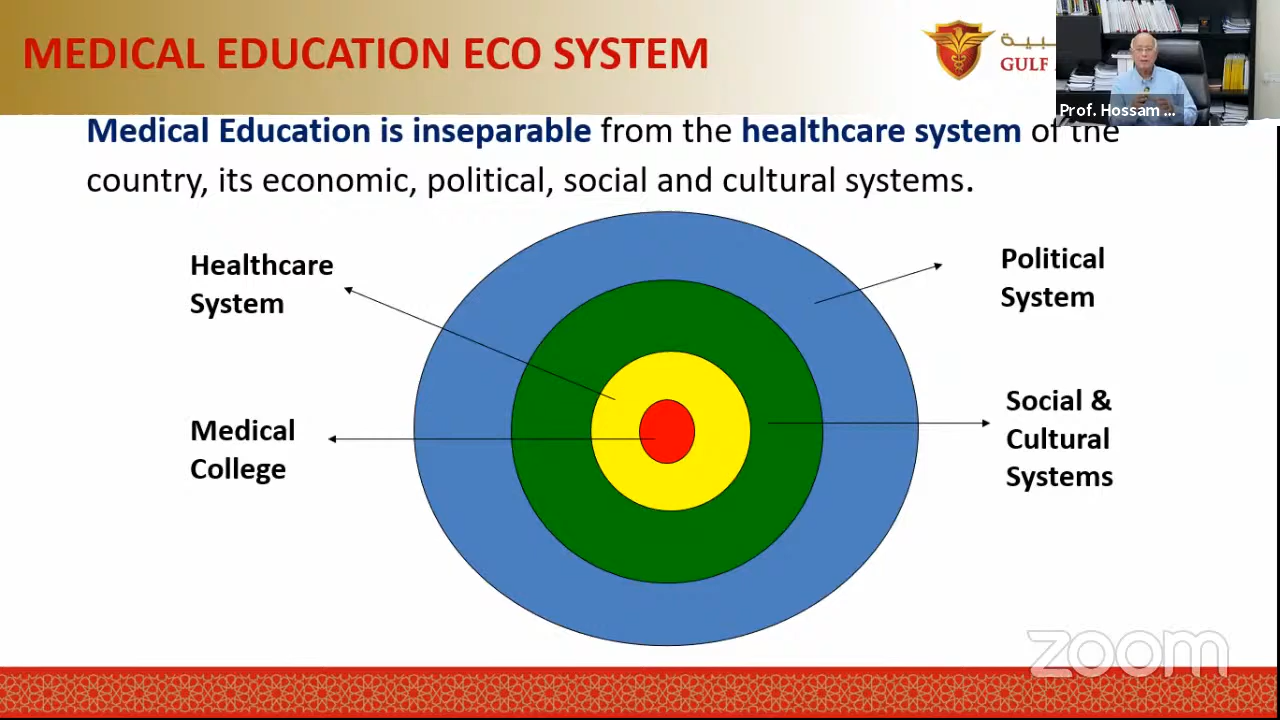 MEDICAL EDUCATION ECO SYSTEM
GULF
Prof. Hossam ...
Medical Education is inseparable from the healthcare system of the
country, its economic, political, social and cultural systems.
Healthcare
System
Political
System
Medical
College
Social &
Cultural
Systems
zoom